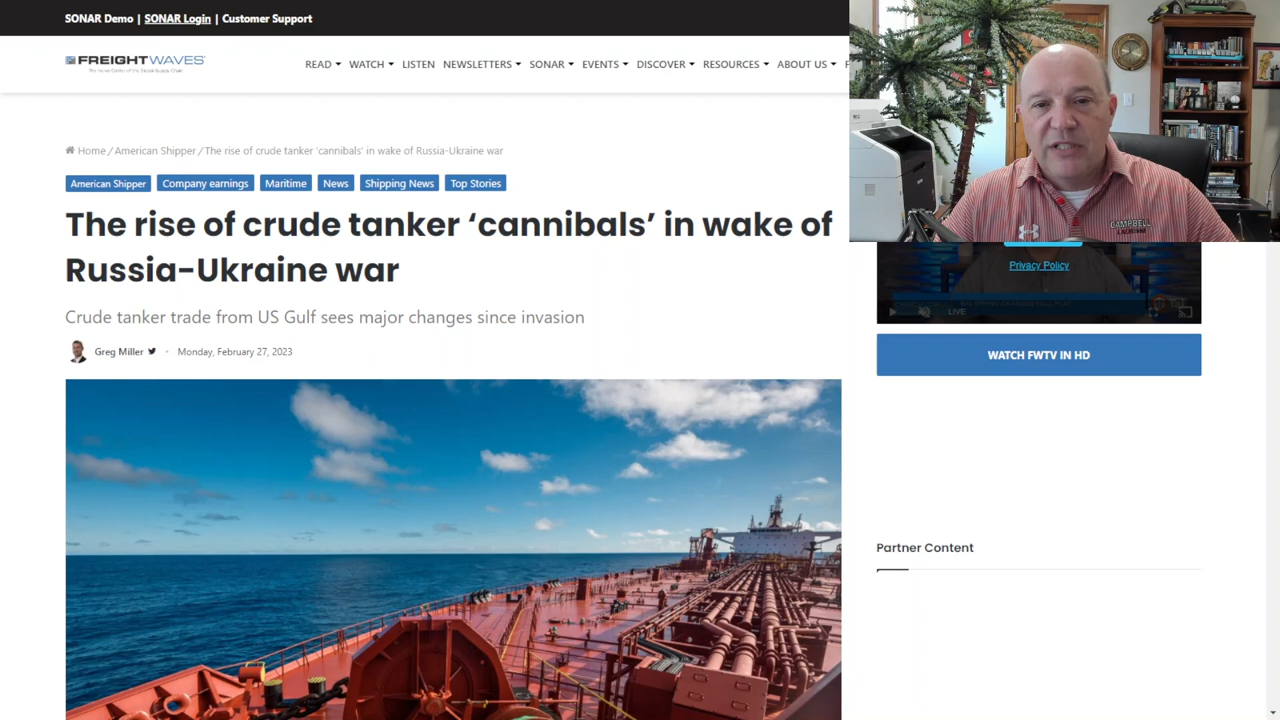 SONAR Demo | SONAR Login | Customer Support
FREIGHTWAVES
READ WATCH LISTEN NEWSLETTERS SONAR EVENTS DISCOVER RESOURCES ABOUT US
Home / American Shipper / The rise of crude tanker 'cannibals' in wake of Russia-Ukraine war
American Shipper Company earnings Maritime News Shipping News Top Stories
The rise of crude tanker ‘cannibals’ in wake of
Russia-Ukraine war
Crude tanker trade from US Gulf sees major changes since invasion
Greg Miller - Monday, February 27, 2023
CAMPBELL
Privacy Policy
LIVE
WATCH FWTV IN HD
Partner Content